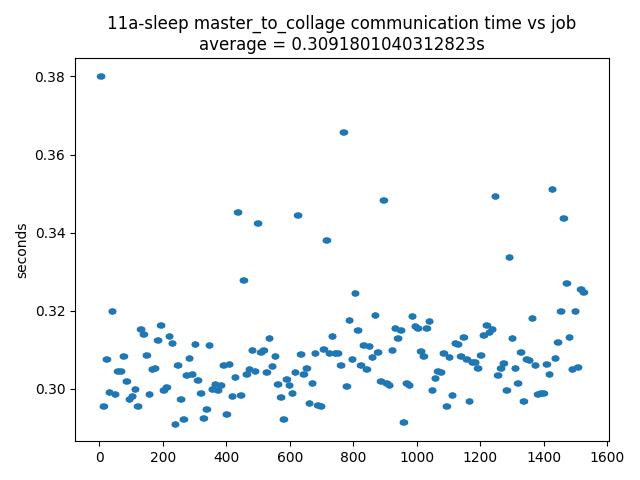 11a-sleep master_to_collage communication time vs job
average = 0.3091801040312823s
0.38
0.36
0.34
0.32
0.30
seconds
0 200 400 600 800 1000 1200 1400 1600